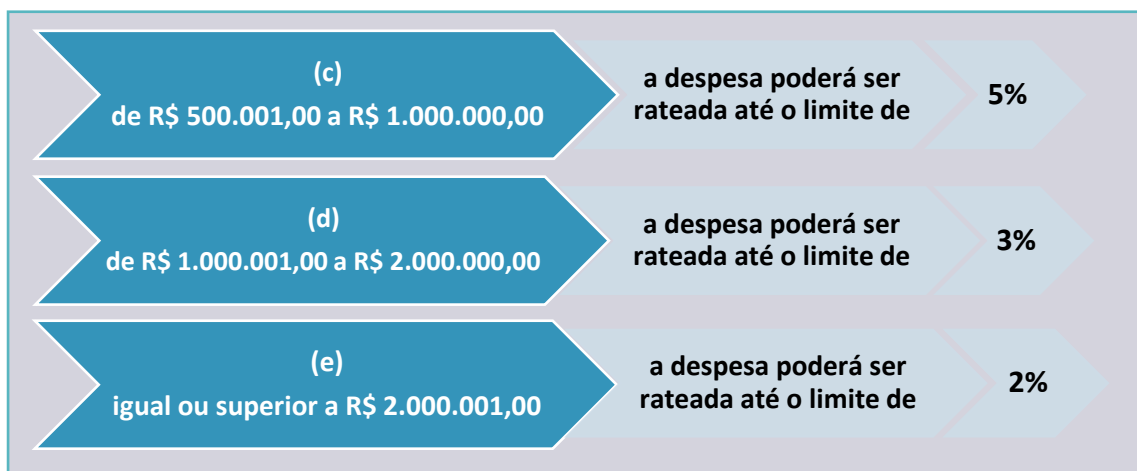 (c)
de R$ 500.001,00 a R$ 1.000.000,00
a despesa poderá ser
rateada até o limite de
5%
(d)
de R$ 1.000.001,00 a R$ 2.000.000,00
a despesa poderá ser
rateada até o limite de
3%
(e)
igual ou superior a R$ 2.000.001,00
a despesa poderá ser
rateada até o limite de
2%